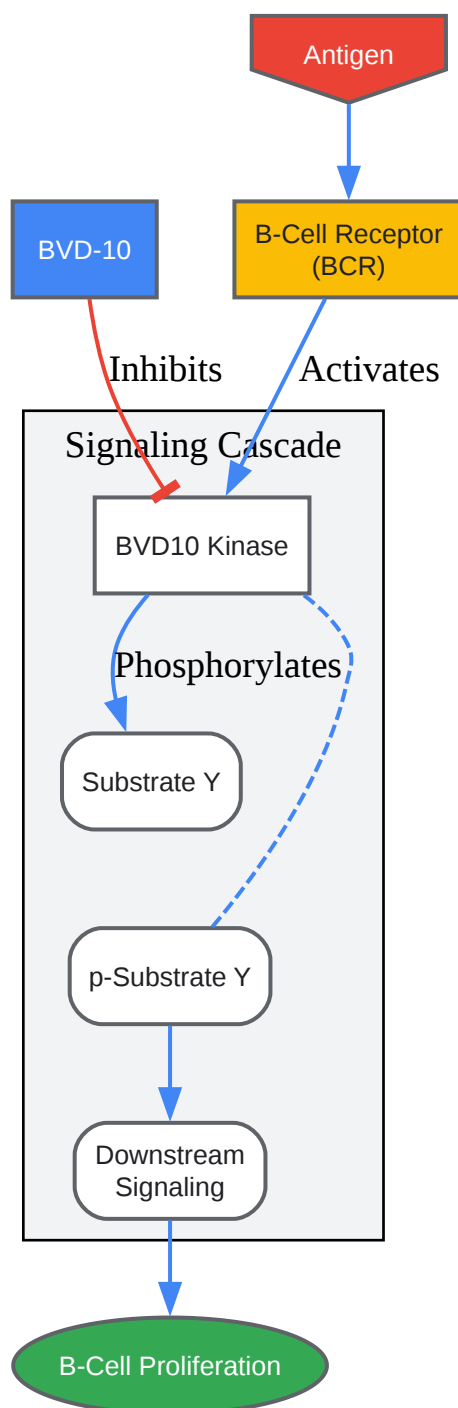 Antigen
BVD-10
B-Cell Receptor
(BCR)
Inhibits
Activates
Signaling Cascade
BVD10 Kinase
Phosphorylates
Substrate Y
p-Substrate Y
Downstream
Signaling
B-Cell Proliferation